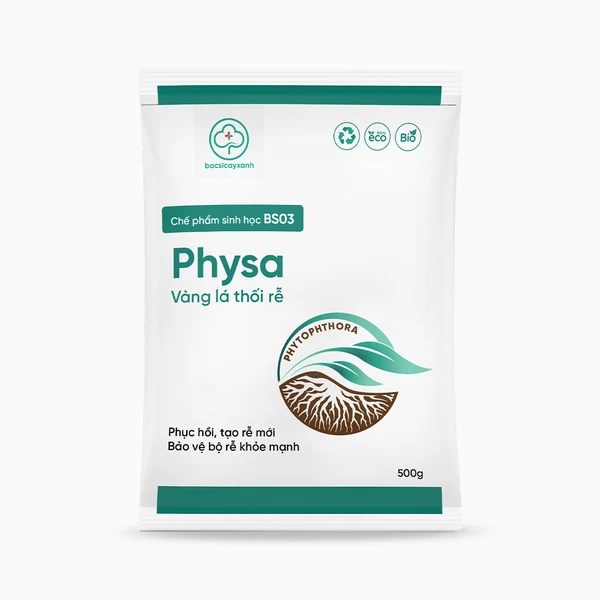 bacsicayxanh
eco
Bio
Chế phẩm sinh học BS03
Physa
Vàng lá thối rễ
PHYTOPHTHORA
Phục hồi, tạo rễ mới
Bảo vệ bộ rễ khỏe mạnh
500g